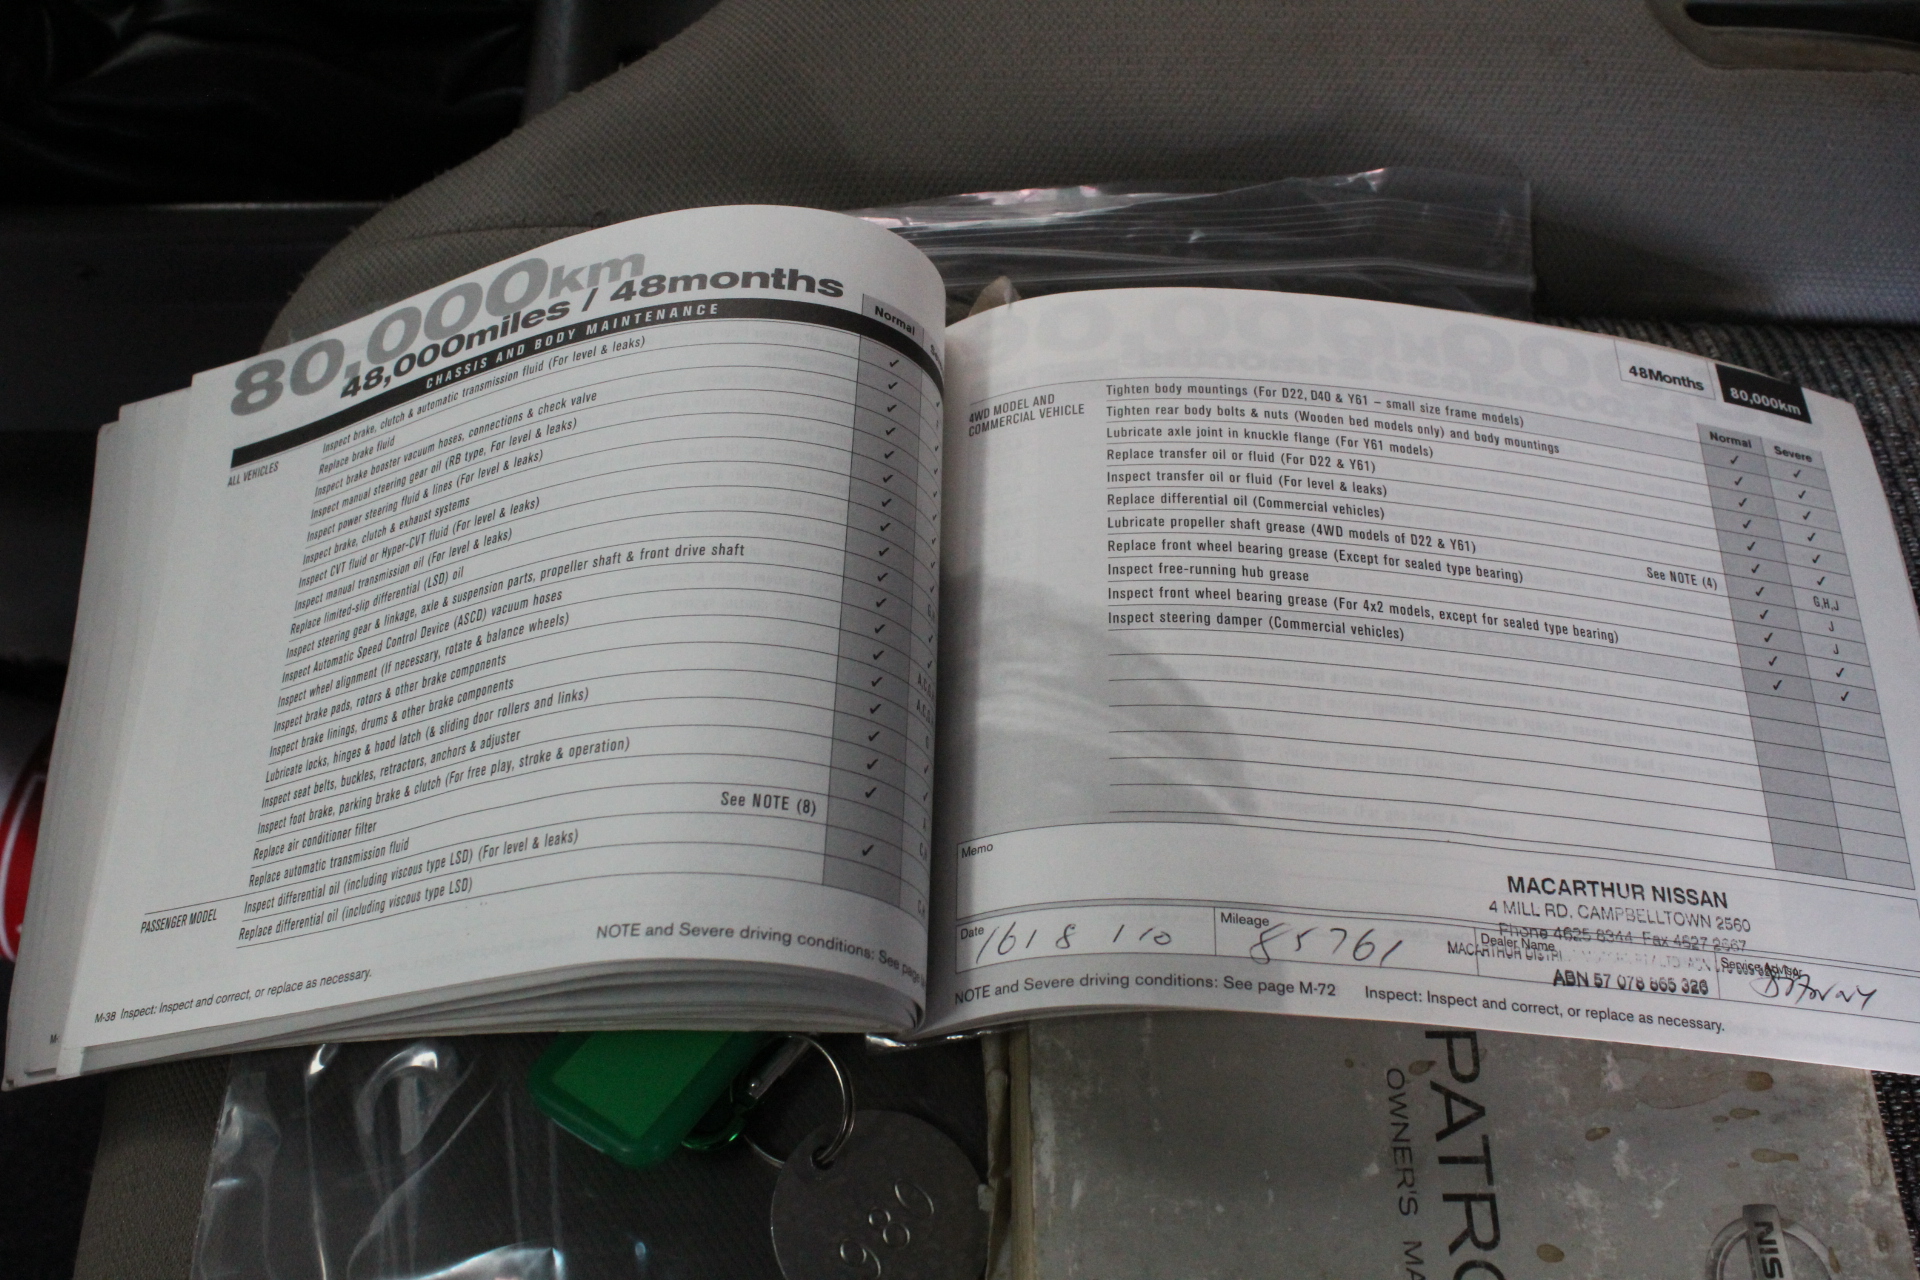 80,000km
48,000miles / 48months
CHASSIS AND BODY MAINTENANCE
Normal
ALL VEHICLES
Inspect brake, clutch & automatic transmission fluid (For level & leaks)
Replace brake fluid
Inspect brake booster vacuum hoses, connections & check valve
Inspect manual steering gear oil (RB type, For level & leaks)
Inspect power steering fluid & lines (For level & leaks)
Inspect brake, clutch & exhaust systems
Inspect CVT fluid or Hyper-CVT fluid (For level & leaks)
Inspect manual transmission oil (For level & leaks)
Replace limited-slip differential (LSD) oil
Inspect steering gear & linkage, axle & suspension parts, propeller shaft & front drive shaft
Inspect Automatic Speed Control Device (ASCD) vacuum hoses
Inspect wheel alignment (If necessary, rotate & balance wheels)
Inspect brake pads, rotors & other brake components
Inspect brake linings, drums & other brake components
Lubricate locks, hinges & hood latch (& sliding door rollers and links)
Inspect seat belts, buckles, retractors, anchors & adjuster
Inspect foot brake, parking brake & clutch (For free play, stroke & operation)
Replace air conditioner filter
Replace automatic transmission fluid See NOTE (8)
PASSENGER MODEL
Inspect differential oil (including viscous type LSD) (For level & leaks)
Replace differential oil (including viscous type LSD)
NOTE and Severe driving conditions: See page
M-38 Inspect: Inspect and correct, or replace as necessary.
48Months 80,000km
Normal Severe
4WD MODEL AND
COMMERCIAL VEHICLE
Tighten body mountings (For D22, D40 & Y61 – small size frame models) ✓ ✓
Tighten rear body bolts & nuts (Wooden bed models only) and body mountings ✓ ✓
Lubricate axle joint in knuckle flange (For Y61 models) ✓ ✓
Replace transfer oil or fluid (For D22 & Y61) ✓ ✓
Inspect transfer oil or fluid (For level & leaks) ✓ ✓
Replace differential oil (Commercial vehicles) ✓ ✓
Lubricate propeller shaft grease (4WD models of D22 & Y61) See NOTE (4) ✓ G,H,J
Replace front wheel bearing grease (Except for sealed type bearing) ✓ J
Inspect free-running hub grease ✓ J
Inspect front wheel bearing grease (For 4x2 models, except for sealed type bearing) ✓ ✓
Inspect steering damper (Commercial vehicles) ✓ ✓
Memo
MACARTHUR NISSAN
4 MILL RD, CAMPBELLTOWN 2560
Phone 4625 8344 Fax 4627 2667
Date 16/8/10 Mileage 85761 Dealer Name Service Advisor
ABN 57 078 665 326
NOTE and Severe driving conditions: See page M-72 Inspect: Inspect and correct, or replace as necessary.
980
PATRO
OWNER'S MA
NIS